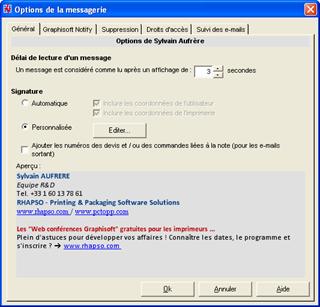 Options de la messagerie
Général
Graphisoft Notify
Suppression
Droits d'accès
Suivi des e-mails
Options de Sylvain Aufrère
Délai de lecture d'un message
Un message est considéré comme lu après un affichage de : 3 secondes
Signature
Automatique
Inclure les coordonnées de l'utilisateur
Inclure les coordonnées de l'imprimerie
Personnalisée
Editer...
Ajouter les numéros des devis et / ou des commandes liées à la note (pour les e-mails
sortant)
Aperçu :
Sylvain AUFRERE
Equipe R&D
Tel. +33 1 60 13 78 61
RHAPSO - Printing & Packaging Software Solutions
www.rhapso.com / www.pctopp.com
Les "Web conférences Graphisoft" gratuites pour les imprimeurs ...
Plein d'astuces pour développer vos affaires ! Connaître les dates, le programme et
s'inscrire ? → www.rhapso.com
Ok
Annuler
Aide